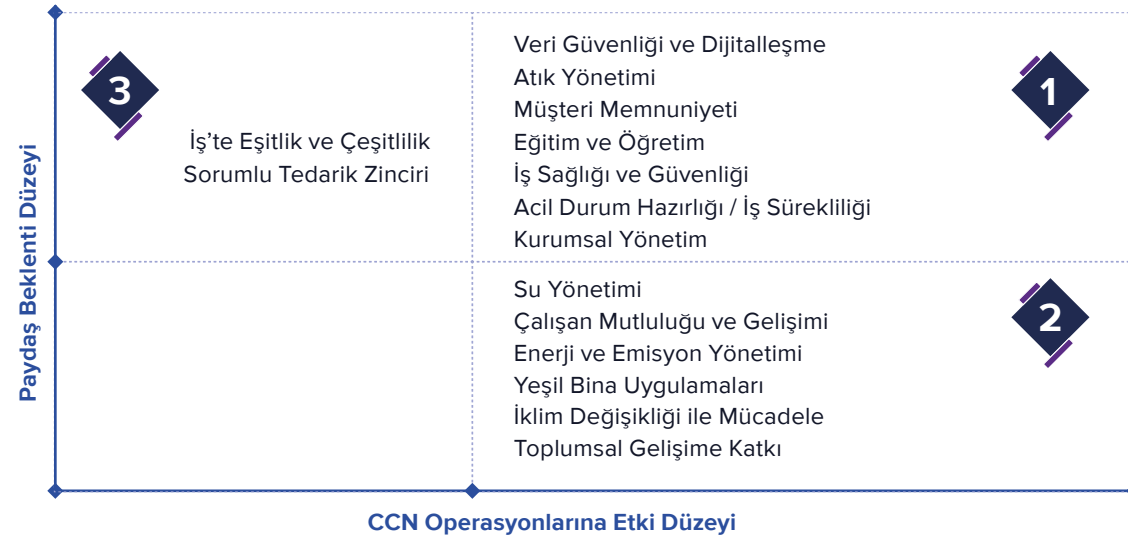 3
İş’te Eşitlik ve Çeşitlilik
Sorumlu Tedarik Zinciri
Veri Güvenliği ve Dijitalleşme
Atık Yönetimi
Müşteri Memnuniyeti
Eğitim ve Öğretim
İş Sağlığı ve Güvenliği
Acil Durum Hazırlığı / İş Sürekliliği
Kurumsal Yönetim
1
Su Yönetimi
Çalışan Mutluluğu ve Gelişimi
Enerji ve Emisyon Yönetimi
Yeşil Bina Uygulamaları
İklim Değişikliği ile Mücadele
Toplumsal Gelişime Katkı
2
Paydaş Beklenti Düzeyi
CCN Operasyonlarına Etki Düzeyi